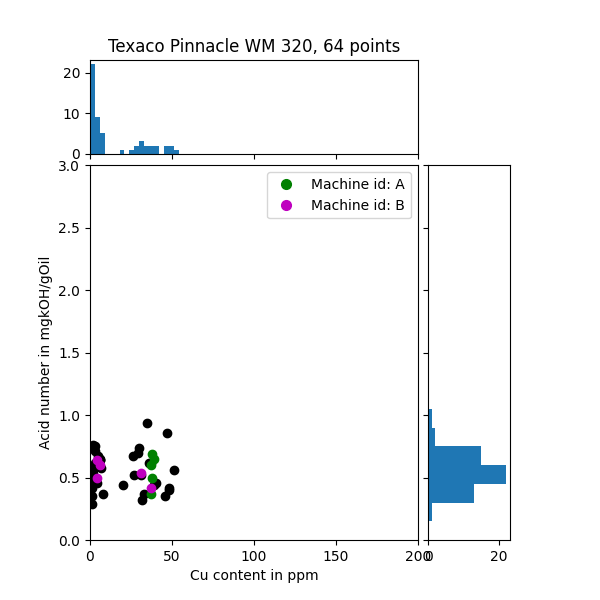 Texaco Pinnacle WM 320, 64 points
20
10
0
3.0
2.5
2.0
1.5
1.0
0.5
0.0
Acid number in mgkOH/gOil
Machine id: A
Machine id: B
0 50 100 150 200
0 20
Cu content in ppm